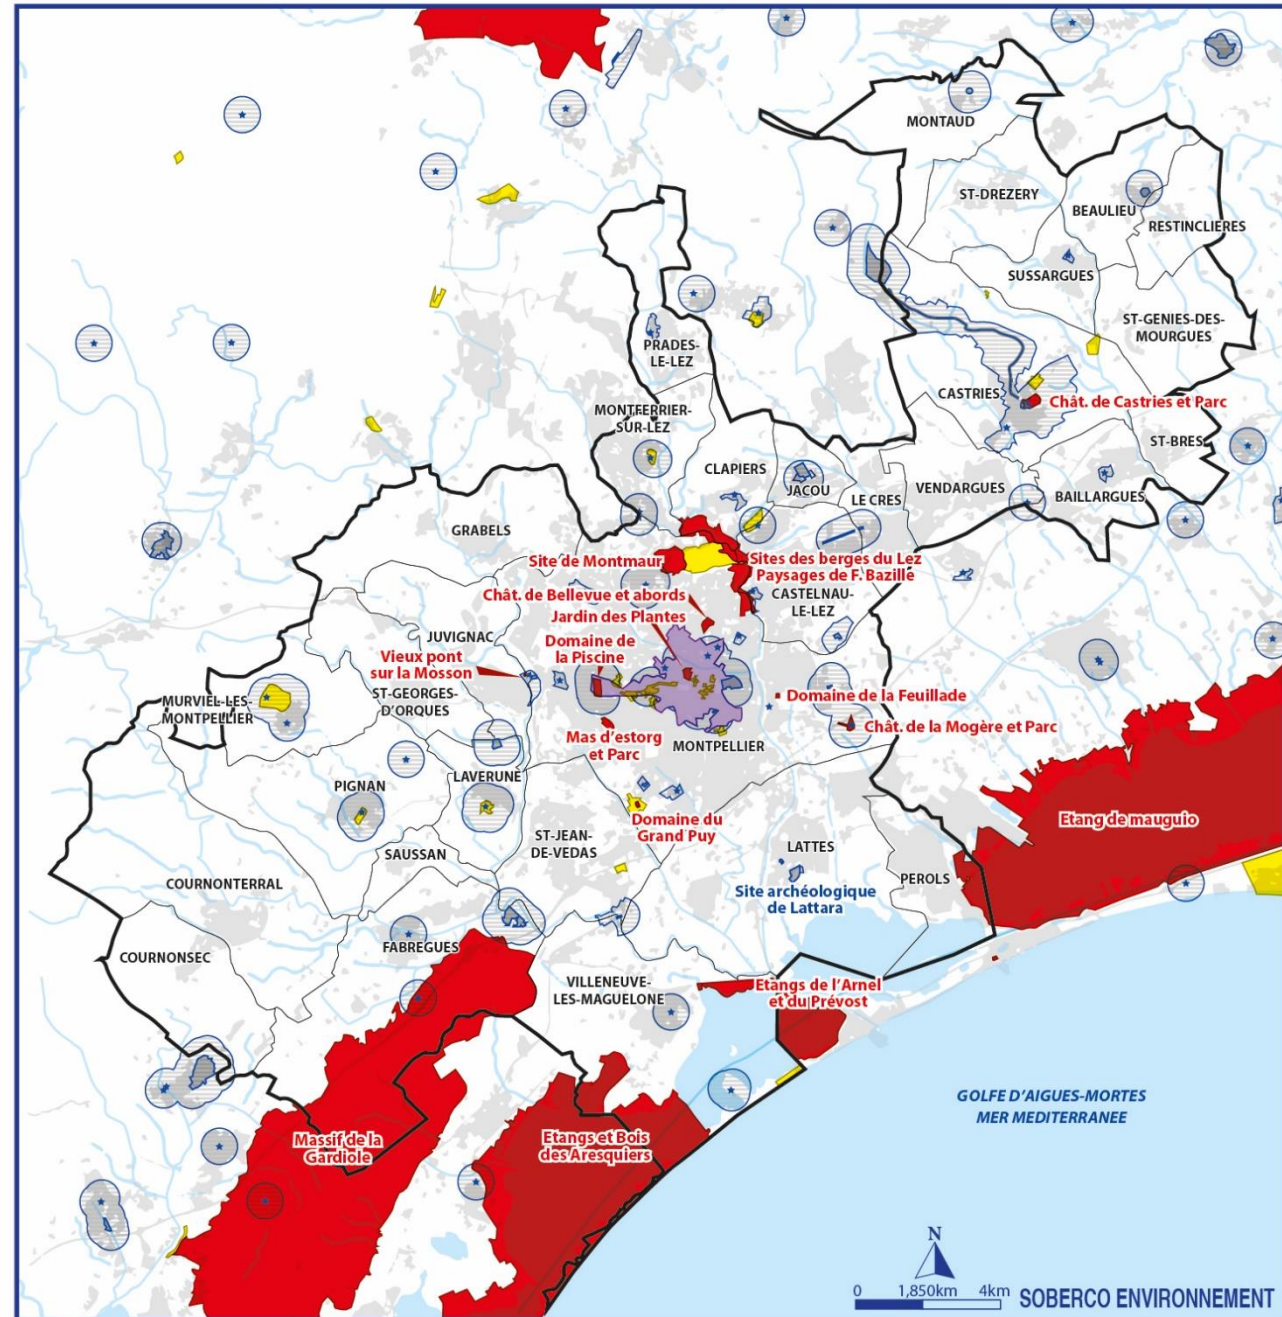 MONTAUD
ST-DREZERY
BEAULIEU
RESTINCLIERES
SUSSARGUES
ST-GENIES-DES-
MOURGUES
PRADES-
LE-LEZ
CASTRIES
Chât. de Castries et Parc
MONTFERRIER-
SUR-LEZ
ST-BRES
CLAPIERS
JACOU
LE CRES
VENDARGUES
BAILLARGUES
GRABELS
Site de Montmaur
Sites des berges du Lez
Paysages de F. Bazille
Chât. de Bellevue et abords
CASTELNAU-
LE-LEZ
Jardin des Plantes
JUVIGNAC
Domaine de
la Piscine
Vieux pont
sur la Mosson
MURVIEL-LES-
MONTPELLIER
ST-GEORGES-
D'ORQUES
Domaine de la Feuillade
Chât. de la Mogère et Parc
Mas d'estorg
et Parc
MONTPELLIER
LAVERUNE
PIGNAN
Domaine du
Grand Puy
Etang de mauguio
ST-JEAN-
DE-VEDAS
LATTES
SAUSSAN
PEROLS
COURNONTERRAL
Site archéologique
de Lattara
FABREGUES
COURNONSEC
VILLENEUVE-
LES-MAGUELONE
Etangs de l'Arnel
et du Prévost
GOLFE D'AIGUES-MORTES
MER MEDITERRANEE
Massif de la
Gardiole
Etangs et Bois
des Aresquiers
N
0 1,850km 4km
SOBERCO ENVIRONNEMENT